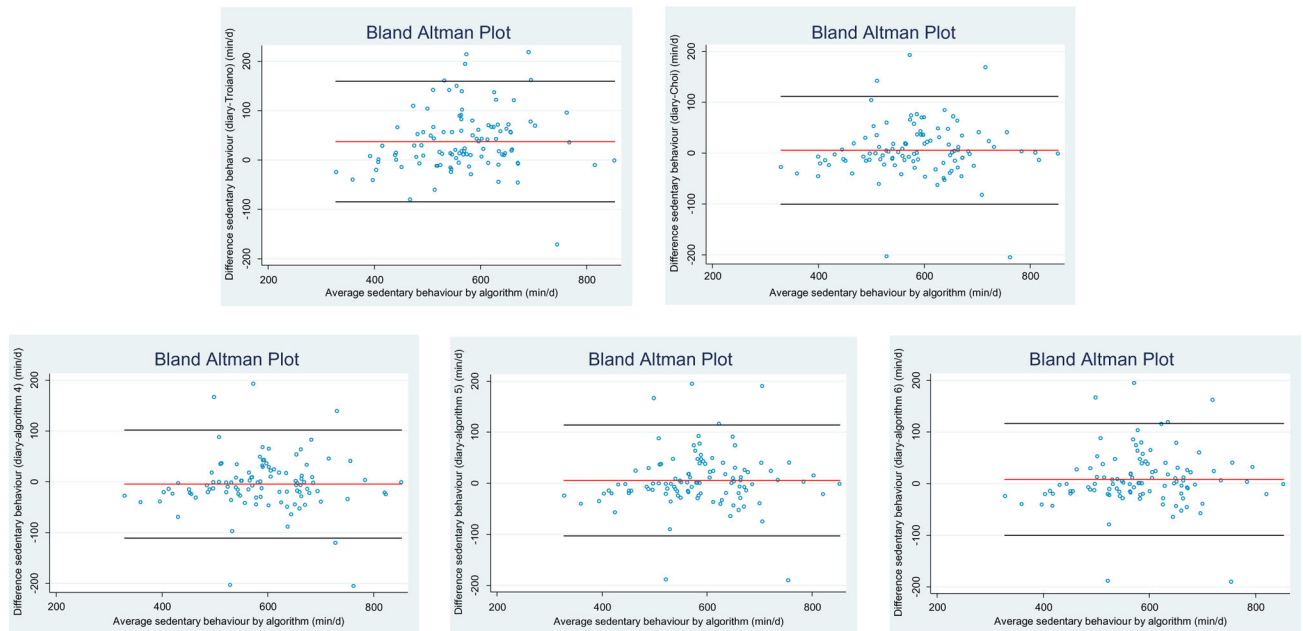 Bland Altman Plot
Difference sedentary behaviour (diary-Troiano) (min/d)
200
100
0
-100
-200
200 400 600 800
Average sedentary behaviour by algorithm (min/d)
Bland Altman Plot
Difference sedentary behaviour (diary-Choi) (min/d)
200
100
0
-100
-200
200 400 600 800
Average sedentary behaviour by algorithm (min/d)
Bland Altman Plot
Difference sedentary behaviour (diary-algorithm 4) (min/d)
200
100
0
-100
-200
200 400 600 800
Average sedentary behaviour by algorithm (min/d)
Bland Altman Plot
Difference sedentary behaviour (diary-algorithm 5) (min/d)
200
100
0
-100
-200
200 400 600 800
Average sedentary behaviour by algorithm (min/d)
Bland Altman Plot
Difference sedentary behaviour (diary-algorithm 6) (min/d)
200
100
0
-100
-200
200 400 600 800
Average sedentary behaviour by algorithm (min/d)